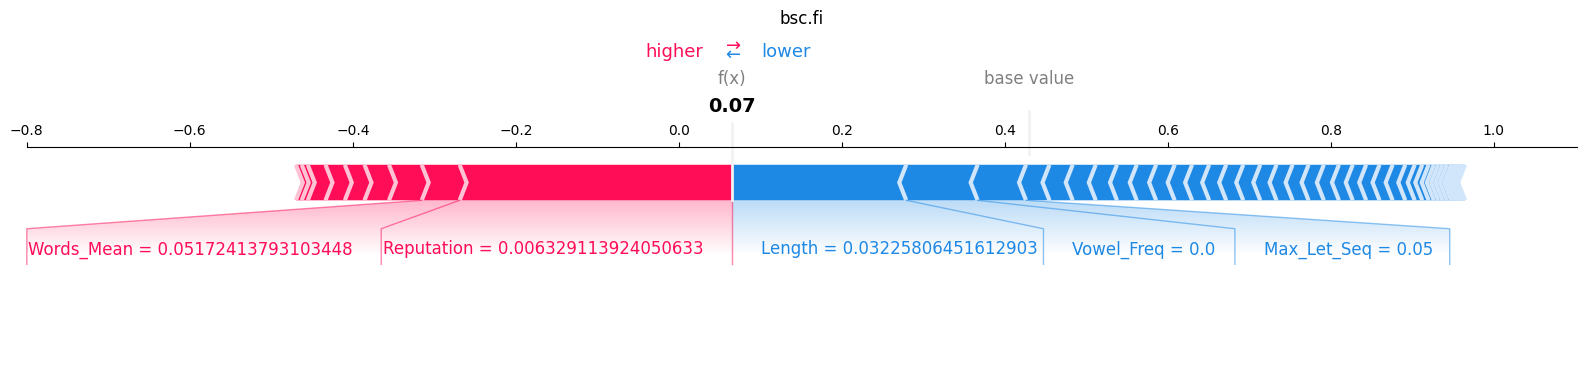 bsc.fi
higher ⇄ lower
f(x) base value
0.07
−0.8 −0.6 −0.4 −0.2 0.0 0.2 0.4 0.6 0.8 1.0
Words_Mean = 0.05172413793103448 Reputation = 0.006329113924050633 Length = 0.03225806451612903 Vowel_Freq = 0.0 Max_Let_Seq = 0.05